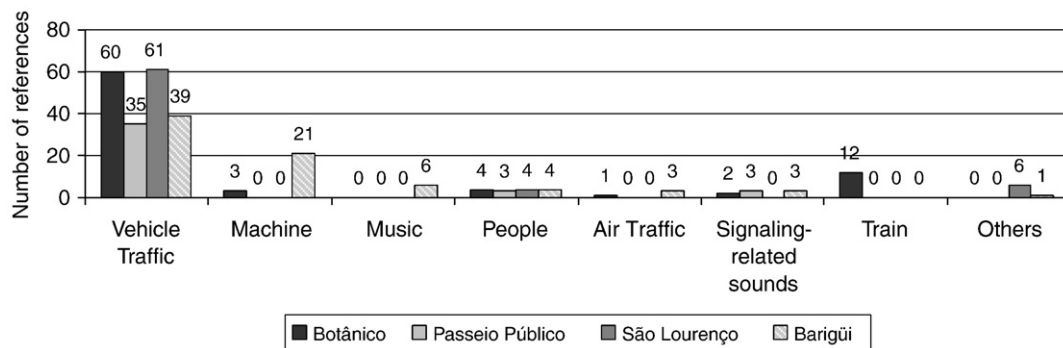 Number of references
80
60
40
20
0
60 35 61 39
3 0 0 21
0 0 0 6
4 3 4 4
1 0 0 3
2 3 0 3
12 0 0 0
0 0 6 1
Vehicle
Traffic
Machine
Music
People
Air Traffic
Signaling-
related
sounds
Train
Others
Botânico Passeio Público São Lourenço Barigüi